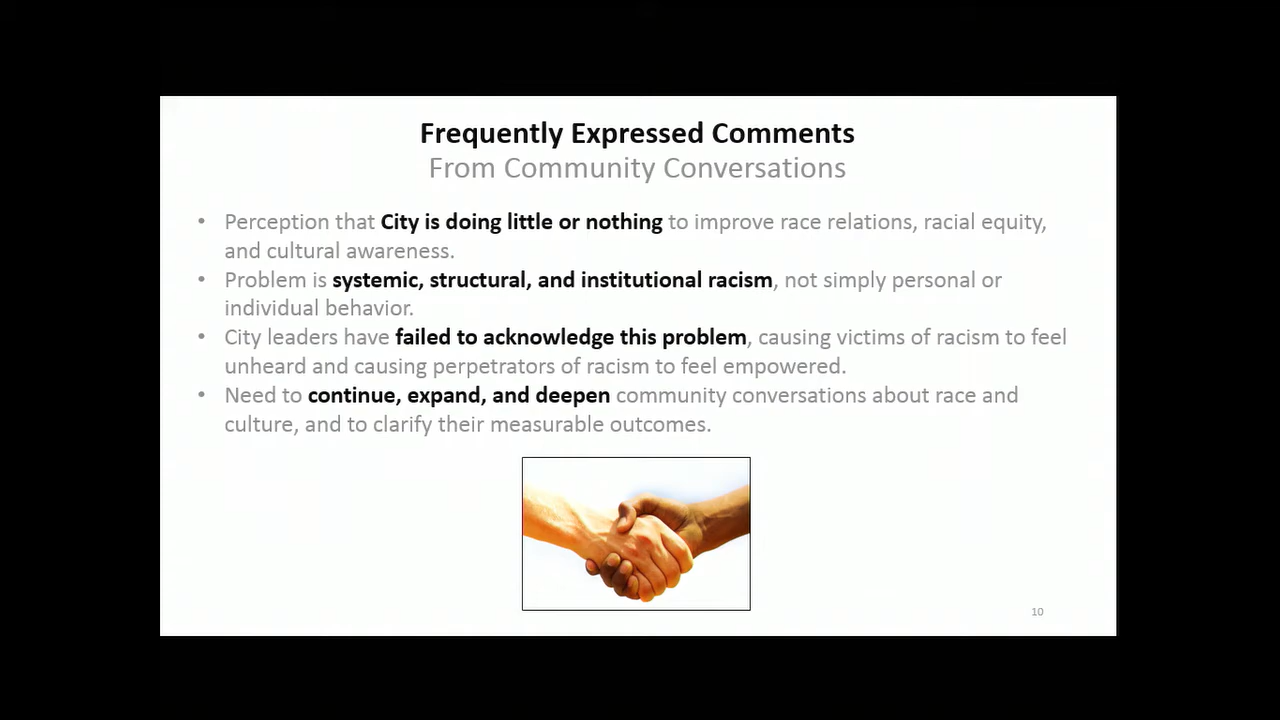 Frequently Expressed Comments
From Community Conversations
• Perception that City is doing little or nothing to improve race relations, racial equity,
and cultural awareness.
• Problem is systemic, structural, and institutional racism, not simply personal or
individual behavior.
• City leaders have failed to acknowledge this problem, causing victims of racism to feel
unheard and causing perpetrators of racism to feel empowered.
• Need to continue, expand, and deepen community conversations about race and
culture, and to clarify their measurable outcomes.
10